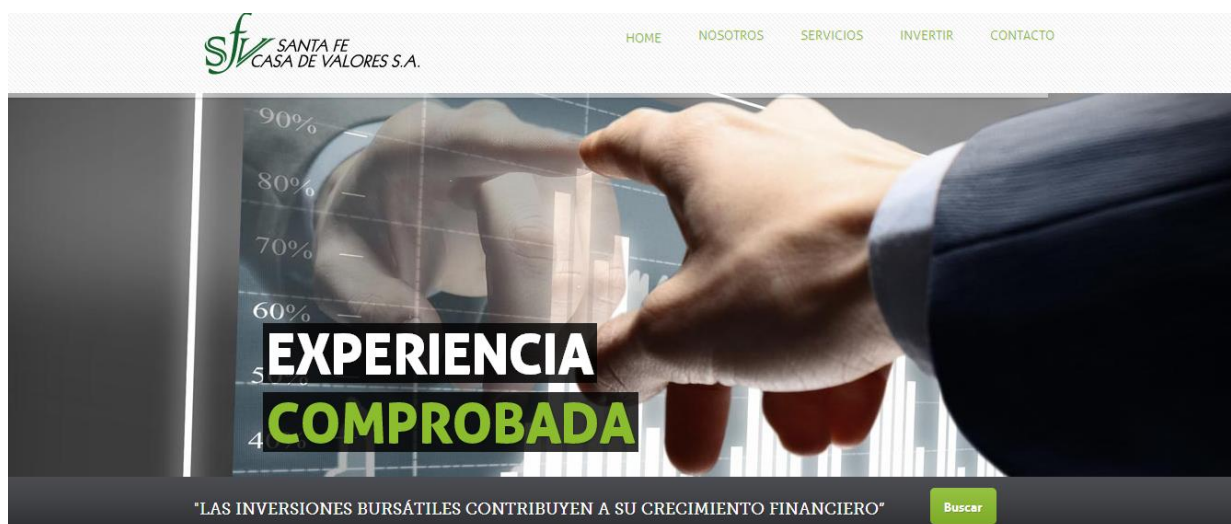 sfv SANTA FE
CASA DE VALORES S.A.
HOME NOSOTROS SERVICIOS INVERTIR CONTACTO
90%
80%
70%
60%
EXPERIENCIA
COMPROBADA
"LAS INVERSIONES BURSÁTILES CONTRIBUYEN A SU CRECIMIENTO FINANCIERO"
Buscar